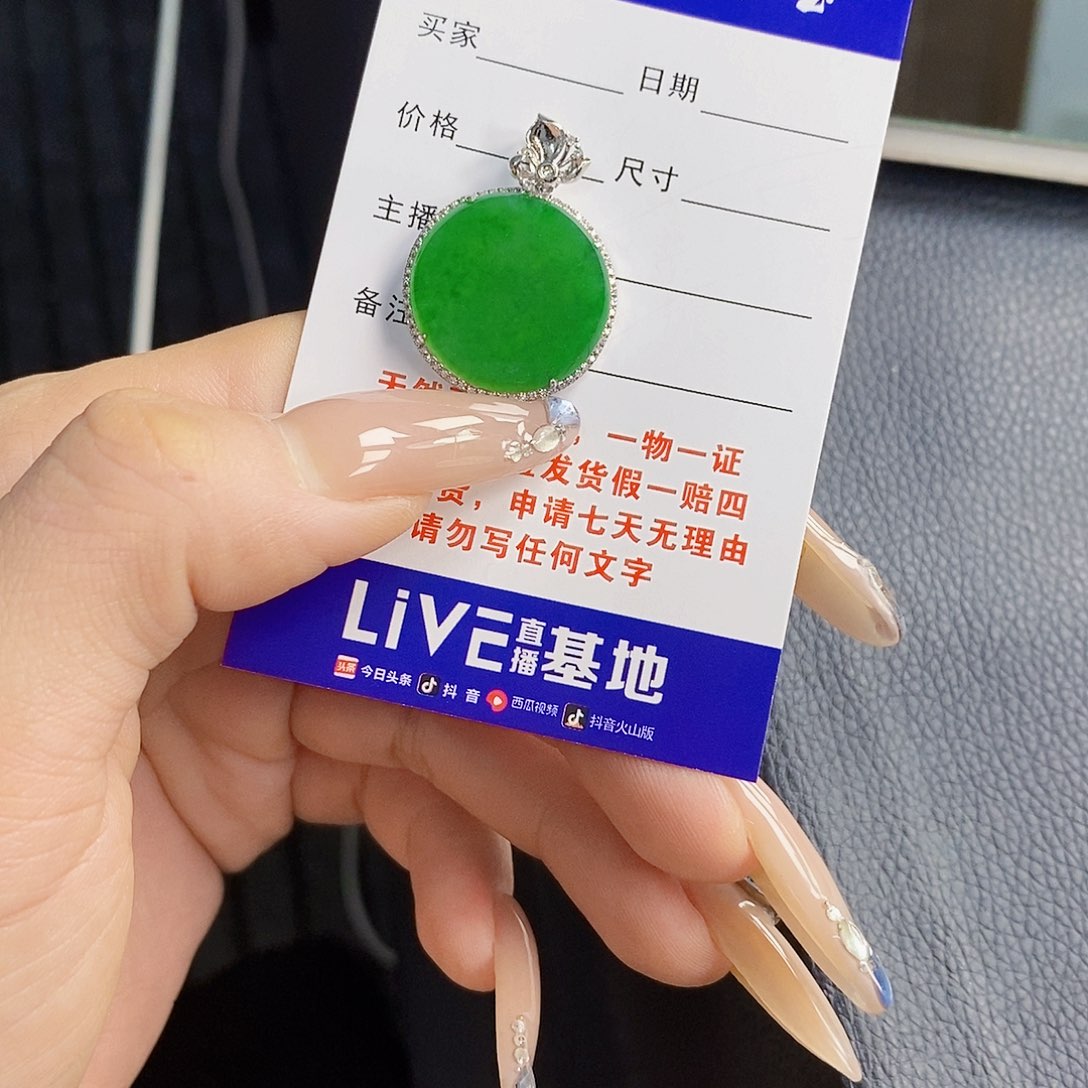 买家 日期
价格 尺寸
主播
备注
天然
，一物一证
发货假一赔四
货，申请七天无理由
请勿写任何文字
LiVE直播基地
头条 今日头条 抖音 西瓜视频 抖音火山版